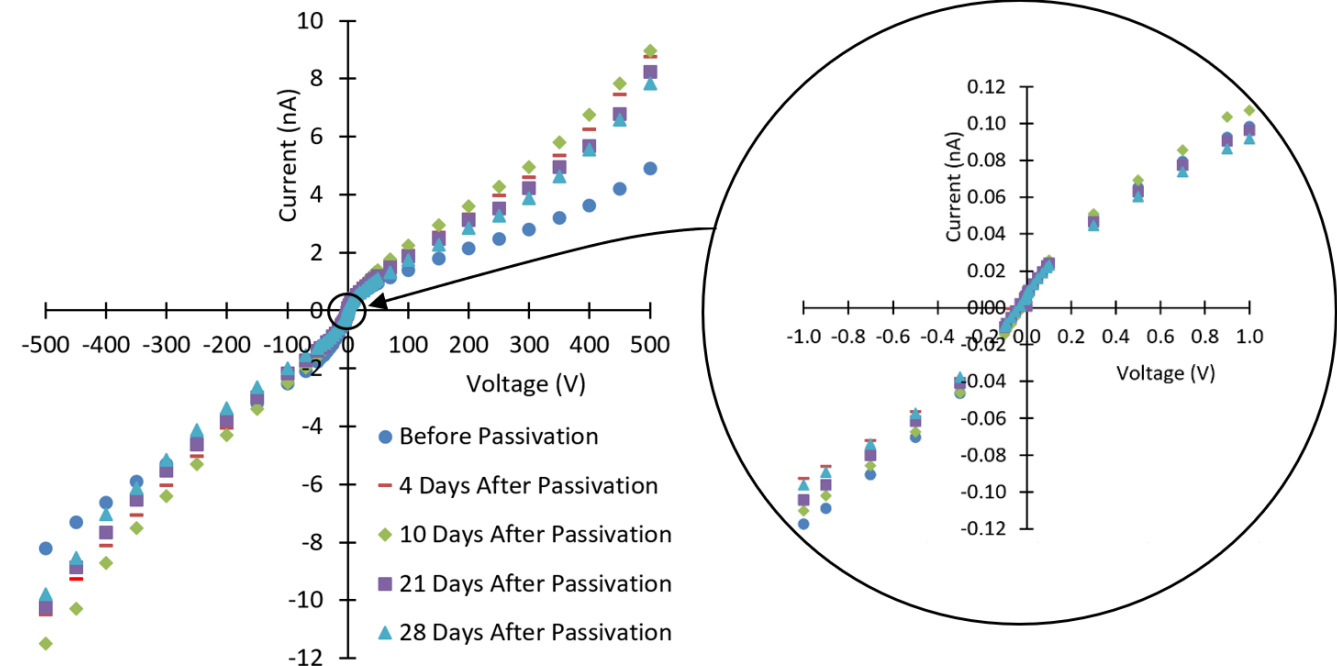 10
8
6
4
2
0
-2
-4
-6
-8
-10
-12
Current (nA)
-500 -400 -300 -200 -100 0 100 200 300 400 500
Voltage (V)
Before Passivation
4 Days After Passivation
10 Days After Passivation
21 Days After Passivation
28 Days After Passivation
0.12
0.10
0.08
0.06
0.04
0.02
0.00
-0.02
-0.04
-0.06
-0.08
-0.10
-0.12
Current (nA)
-1.0 -0.8 -0.6 -0.4 -0.2 0.0 0.2 0.4 0.6 0.8 1.0
Voltage (V)